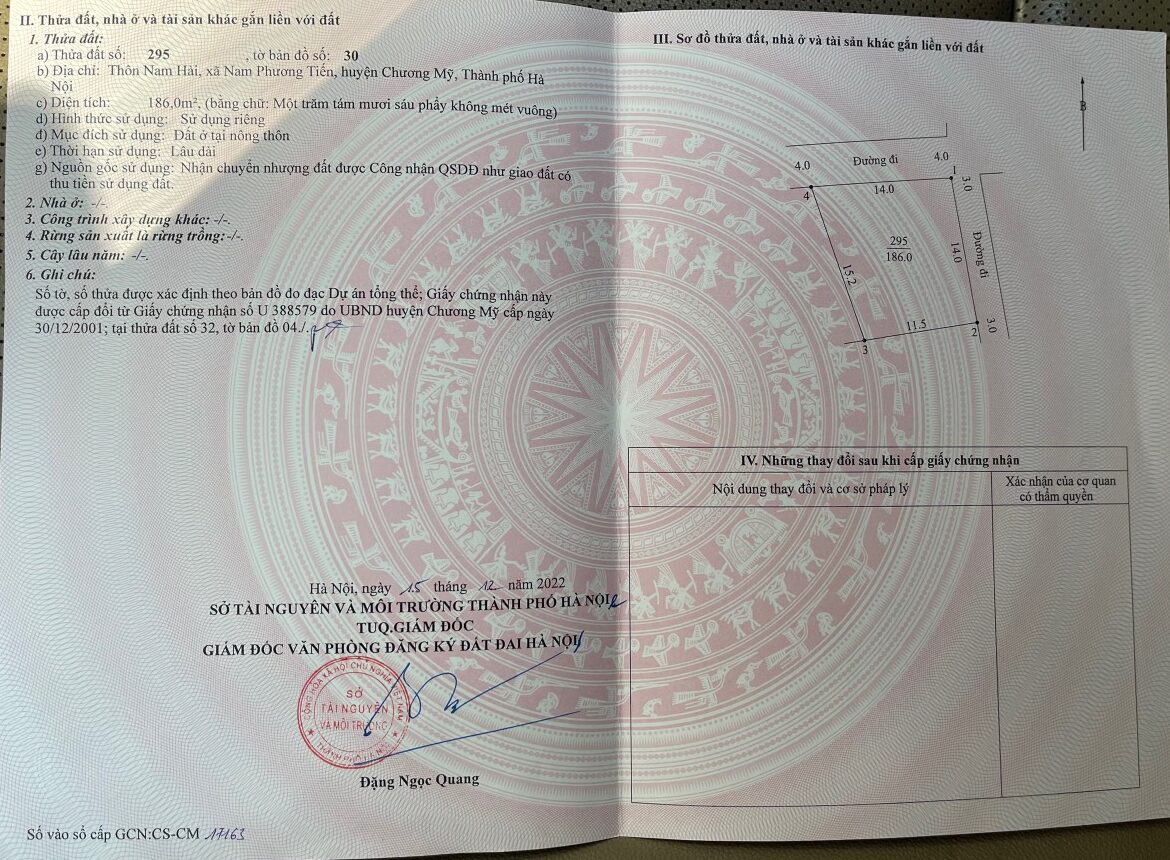 II. Thửa đất, nhà ở và tài sản khác gắn liền với đất
1. Thửa đất:
a) Thửa đất số: 295 , tờ bản đồ số: 30
b) Địa chỉ: Thôn Nam Hải, xã Nam Phương Tiến, huyện Chương Mỹ, Thành phố Hà
Nội
c) Diện tích: 186,0m², (bằng chữ: Một trăm tám mươi sáu phẩy không mét vuông)
d) Hình thức sử dụng: Sử dụng riêng
đ) Mục đích sử dụng: Đất ở tại nông thôn
e) Thời hạn sử dụng: Lâu dài
g) Nguồn gốc sử dụng: Nhận chuyển nhượng đất được Công nhận QSDĐ như giao đất có
thu tiền sử dụng đất.
2. Nhà ở: -/-
3. Công trình xây dựng khác: -/-.
4. Rừng sản xuất là rừng trồng:-/-.
5. Cây lâu năm: -/-.
6. Ghi chú:
Số tờ, số thửa được xác định theo bản đồ đo đạc Dự án tổng thể; Giấy chứng nhận này
được cấp đổi từ Giấy chứng nhận số U 388579 do UBND huyện Chương Mỹ cấp ngày
30/12/2001; tại thửa đất số 32, tờ bản đồ 04./.
Hà Nội, ngày 15 tháng 12 năm 2022
SỞ TÀI NGUYÊN VÀ MÔI TRƯỜNG THÀNH PHỐ HÀ NỘI
TUQ.GIÁM ĐỐC
GIÁM ĐỐC VĂN PHÒNG ĐĂNG KÝ ĐẤT ĐAI HÀ NỘI
CỘNG HÒA XÃ HỘI CHỦ NGHĨA VIỆT NAM
SỞ
TÀI NGUYÊN
VÀ MÔI TRƯỜNG
Đặng Ngọc Quang
Số vào sổ cấp GCN:CS-CM 17163
III. Sơ đồ thửa đất, nhà ở và tài sản khác gắn liền với đất
B
4.0 Đường đi 4.0
1
4 14.0 3.0
295
186.0
15.2
14.0
Đường đi
11.5
3 2 3.0
IV. Những thay đổi sau khi cấp giấy chứng nhận
Nội dung thay đổi và cơ sở pháp lý
Xác nhận của cơ quan
có thẩm quyền